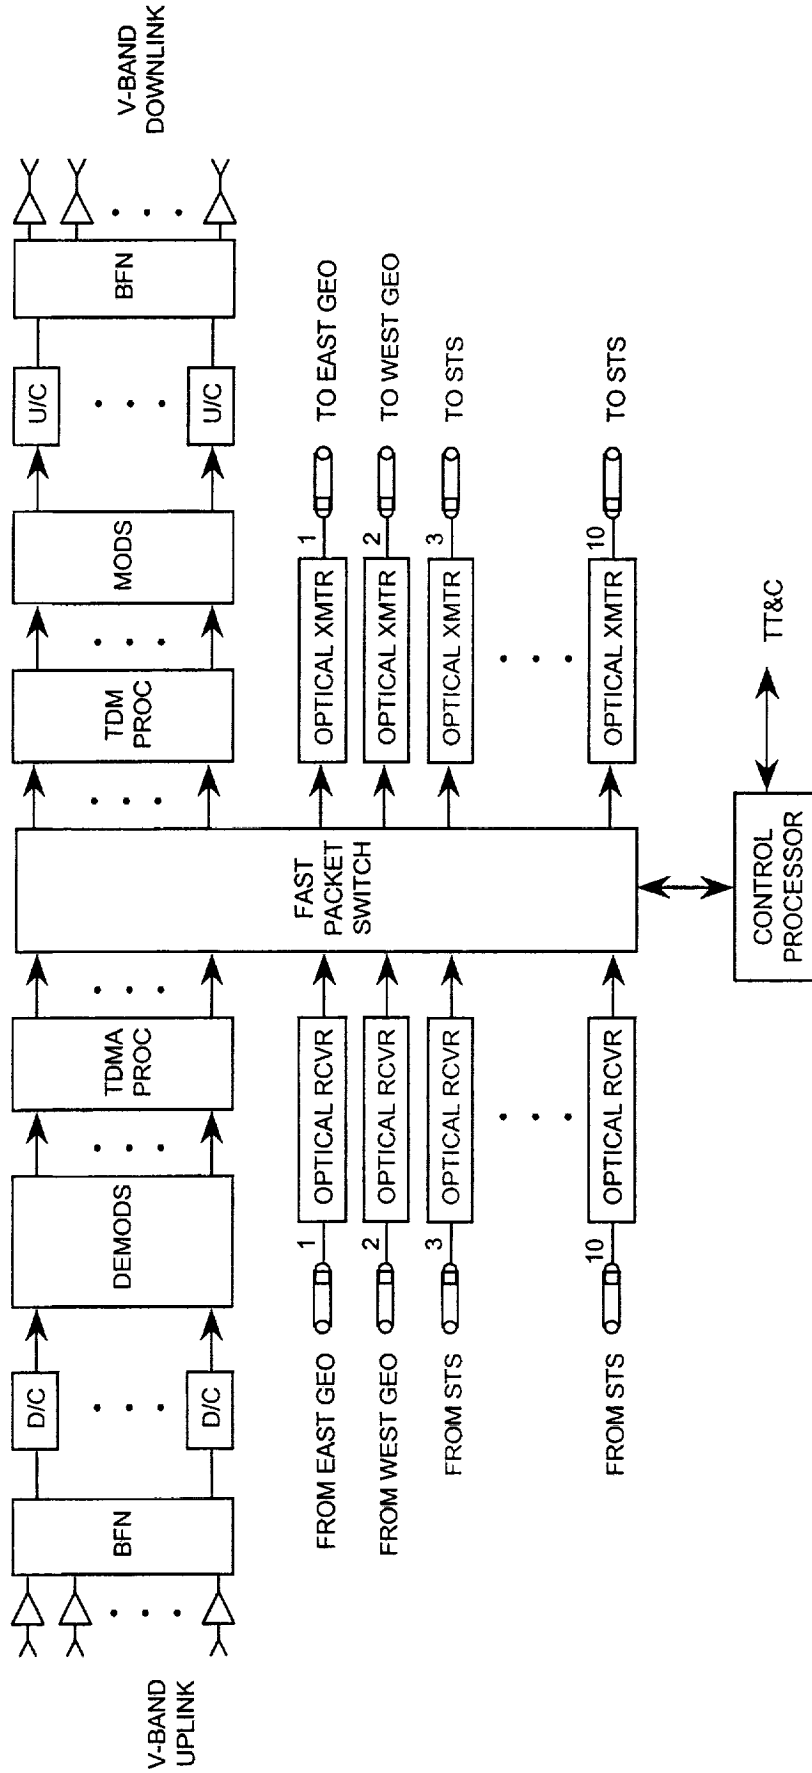 V-BAND
UPLINK
BFN
D/C
D/C
DEMODS
TDMA
PROC
FAST
PACKET
SWITCH
TDM
PROC
MODS
U/C
U/C
BFN
V-BAND
DOWNLINK
FROM EAST GEO
1
OPTICAL RCVR
OPTICAL XMTR
1
TO EAST GEO
FROM WEST GEO
2
OPTICAL RCVR
OPTICAL XMTR
2
TO WEST GEO
FROM STS
3
OPTICAL RCVR
OPTICAL XMTR
3
TO STS
FROM STS
10
OPTICAL RCVR
OPTICAL XMTR
10
TO STS
CONTROL
PROCESSOR
TT&C